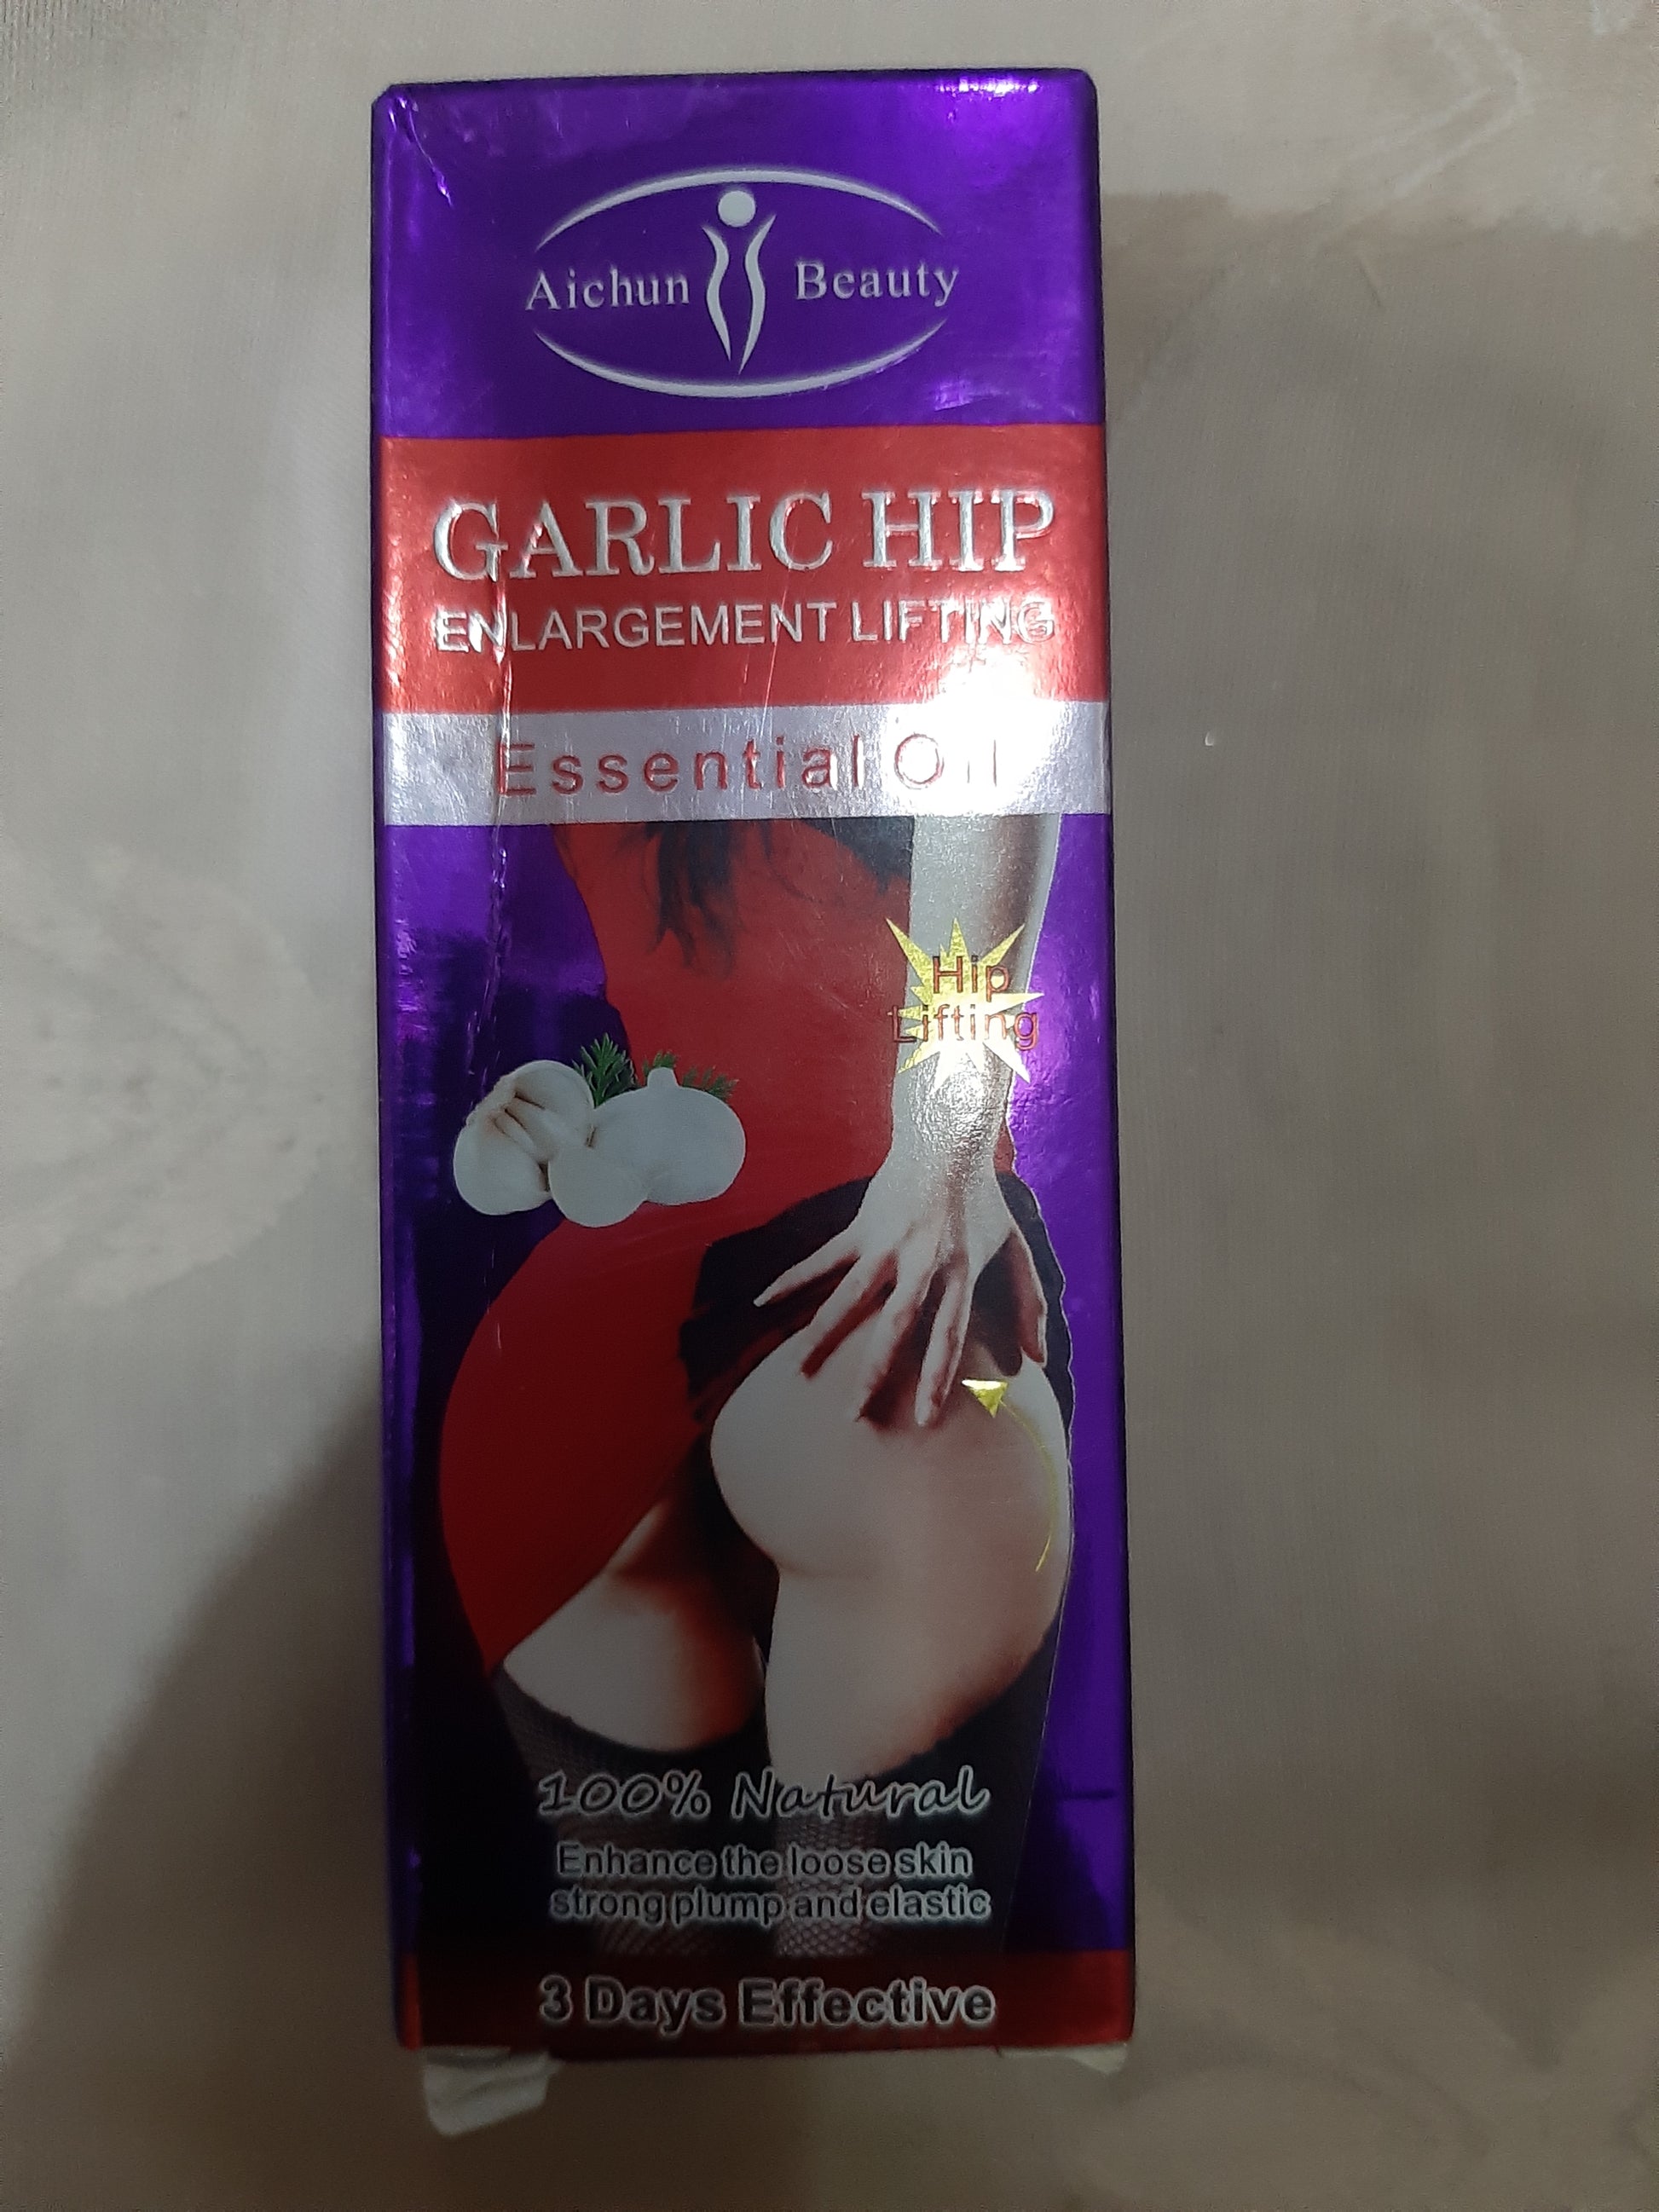 Aichun Beauty
GARLIC HIP
ENLARGEMENT LIFTING
Essential Oil
Hip
Lifting
100% Natural
Enhance the loose skin
strong plump and elastic
3 Days Effective